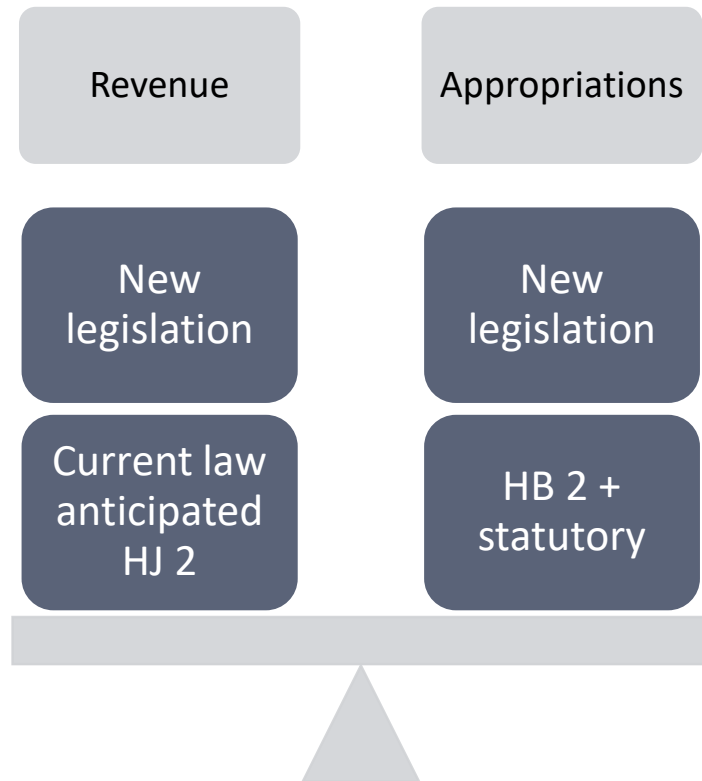 Revenue
Appropriations
New
legislation
New
legislation
Current law
anticipated
HJ 2
HB 2 +
statutory